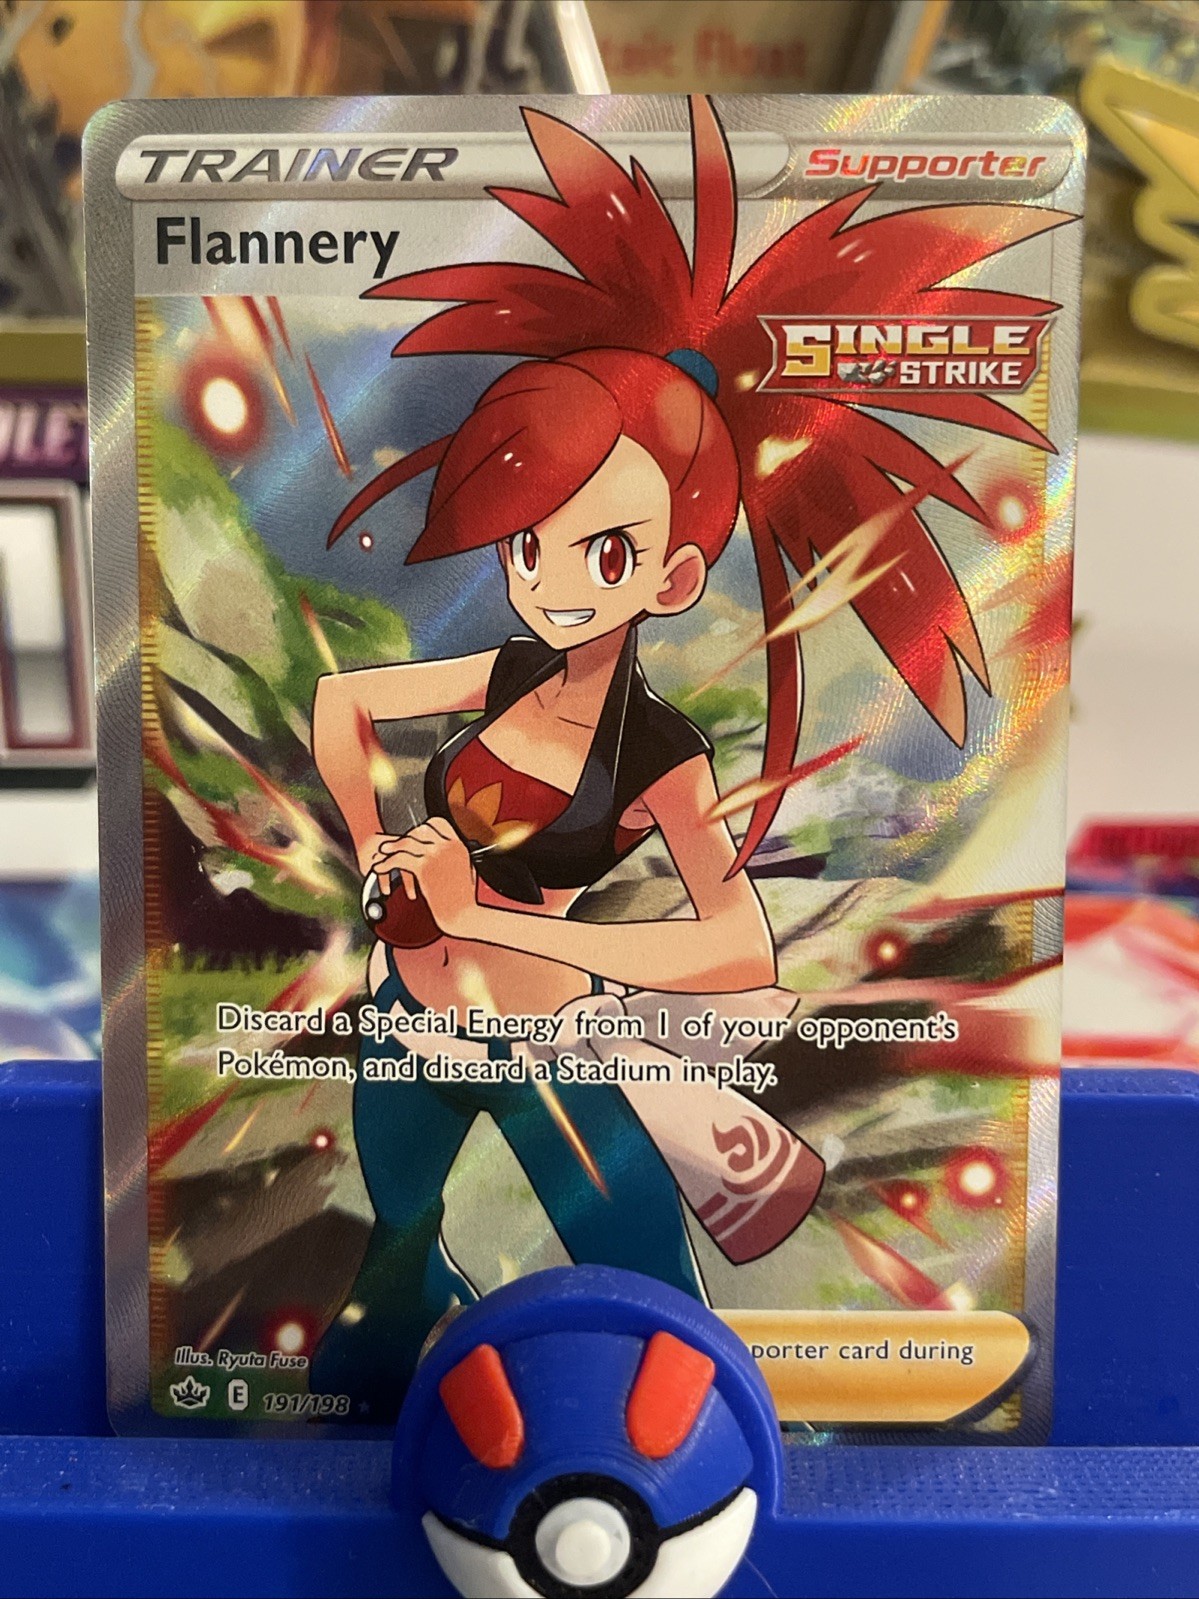 TRAINER
Supporter
Flannery
SINGLE
STRIKE
Discard a Special Energy from 1 of your opponent's
Pokémon, and discard a Stadium in play.
porter card during
Illus. Ryuta Fuse
E 191/198